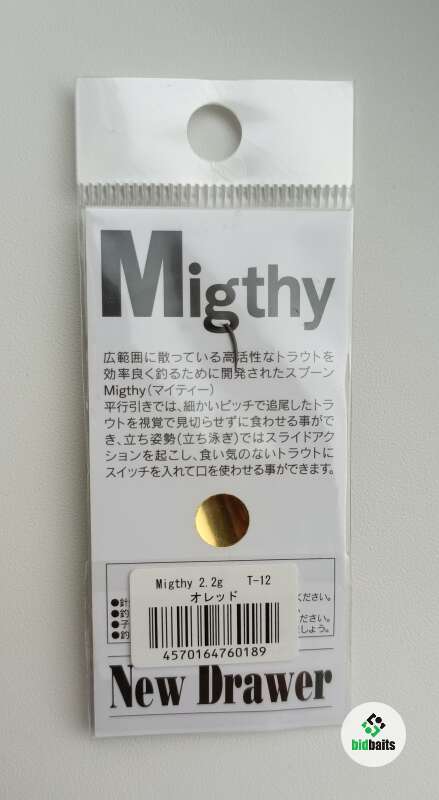 Migthy
広範囲に散っている高活性なトラウトを
効率良く釣るために開発されたスプーン
Migthy(マイティー)
平行引きでは、細かいピッチで追尾したトラ
ウトを視覚で見切らせずに食わせる事がで
き、立ち姿勢(立ち泳ぎ)ではスライドアク
ションを起こし、食い気のないトラウトに
スイッチを入れて口を使わせる事ができます。
Migthy 2.2g T-12
オレッド
●針 ください。
●釣
●子 ださい。
●釣 しょう。
4570164760189
New Drawer
bidbaits